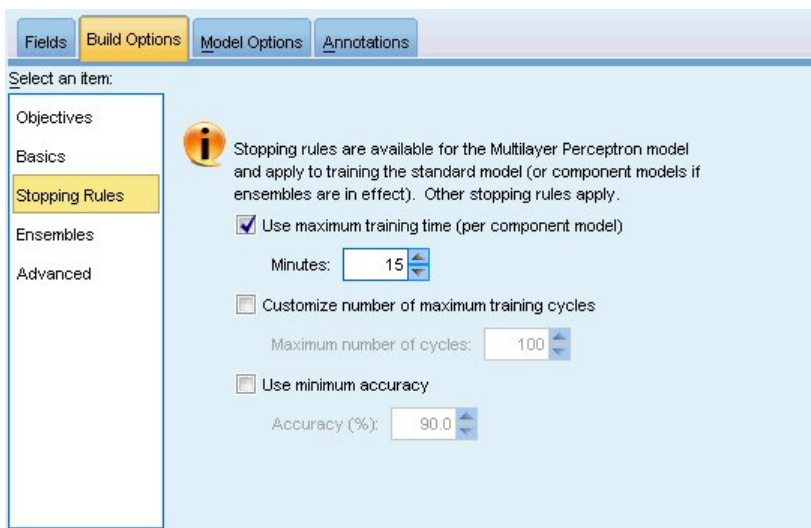 Fields Build Options Model Options Annotations
Select an item:
Objectives
Basics
Stopping Rules
Ensembles
Advanced
Stopping rules are available for the Multilayer Perceptron model
and apply to training the standard model (or component models if
ensembles are in effect). Other stopping rules apply.
Use maximum training time (per component model)
Minutes: 15
Customize number of maximum training cycles
Maximum number of cycles: 100
Use minimum accuracy
Accuracy (%): 90.0